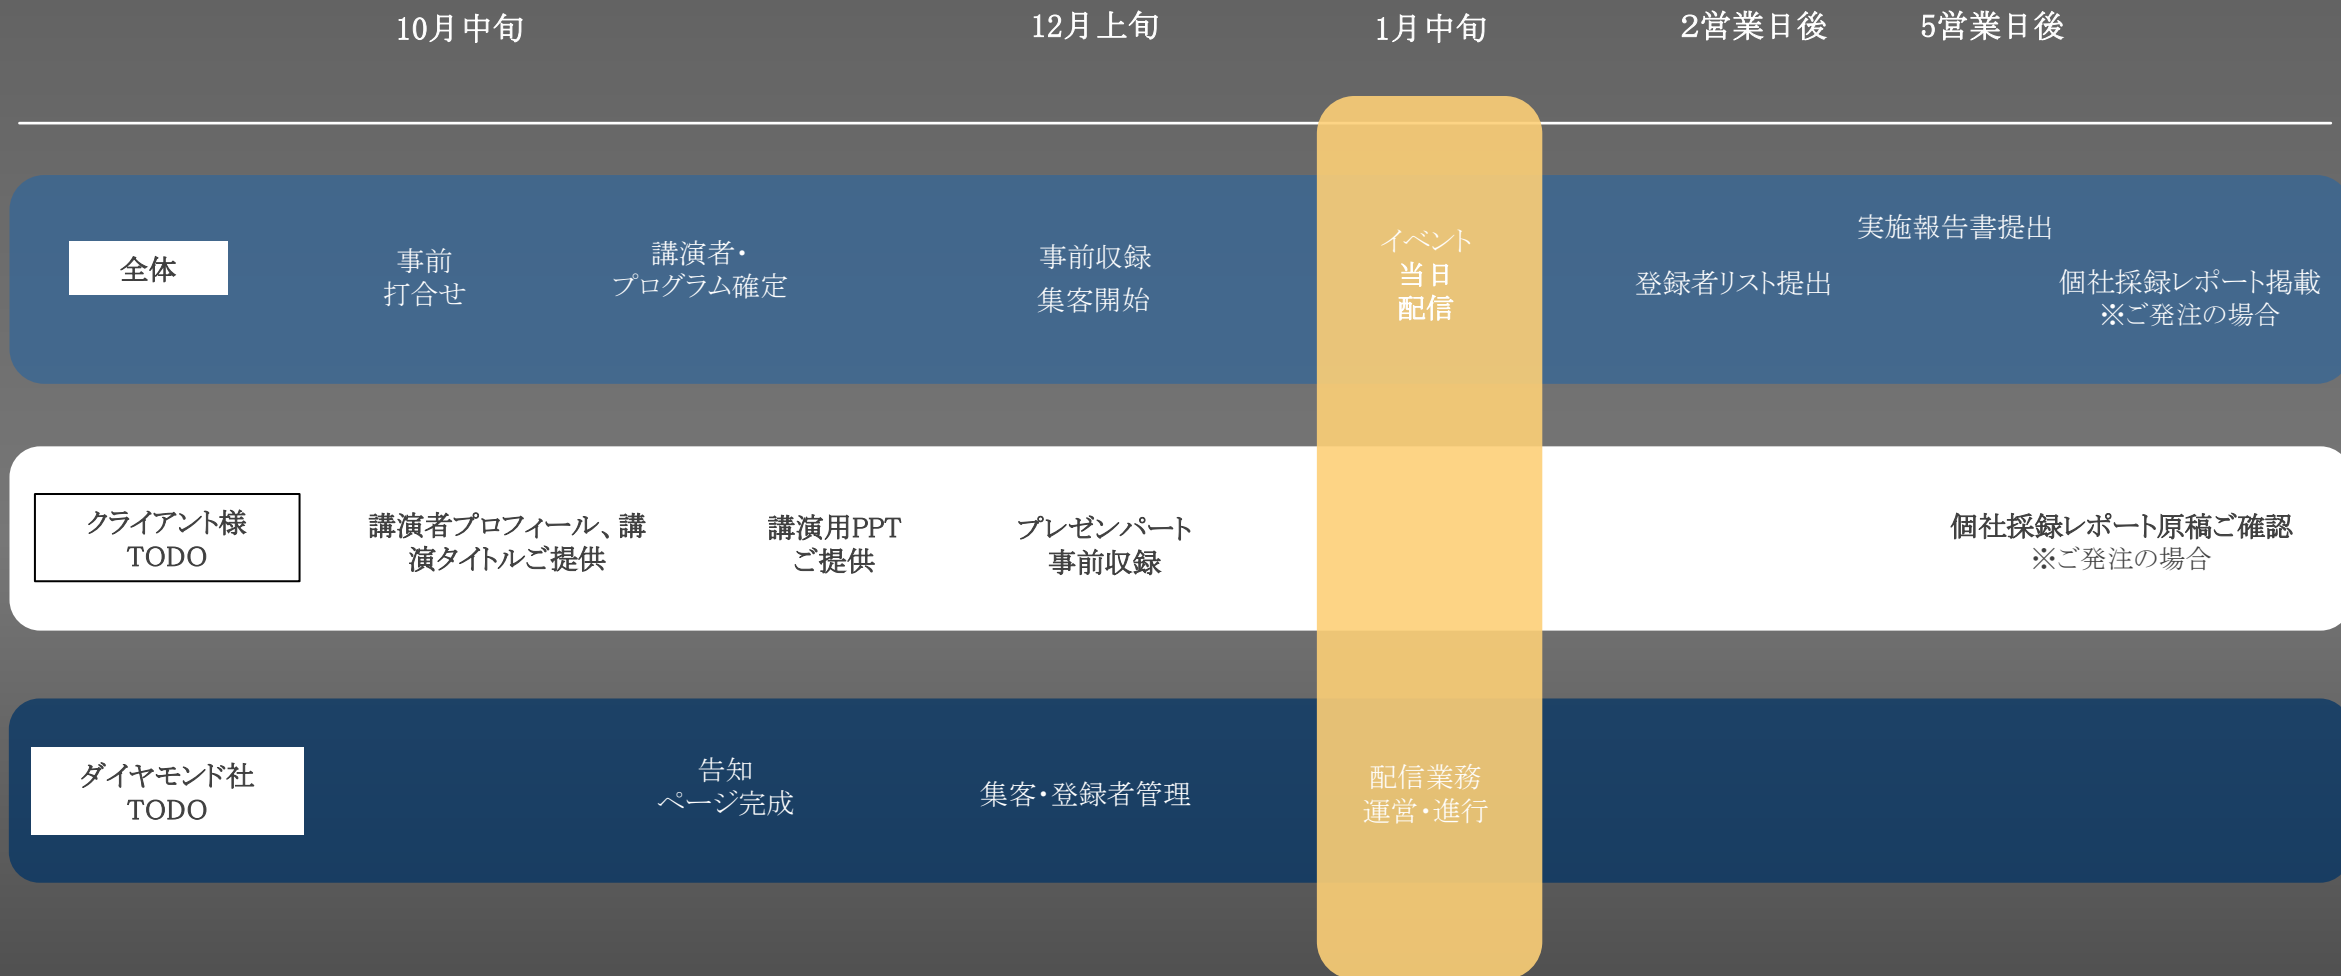 10月中旬
12月上旬
1月中旬
2営業日後
5営業日後
全体
事前
打合せ
講演者・
プログラム確定
事前収録
集客開始
イベント
当日
配信
登録者リスト提出
実施報告書提出
個社採録レポート掲載
※ご発注の場合
クライアント様
TODO
講演者プロフィール、講
演タイトルご提供
講演用PPT
ご提供
プレゼンパート
事前収録
個社採録レポート原稿ご確認
※ご発注の場合
ダイヤモンド社
TODO
告知
ページ完成
集客・登録者管理
配信業務
運営・進行